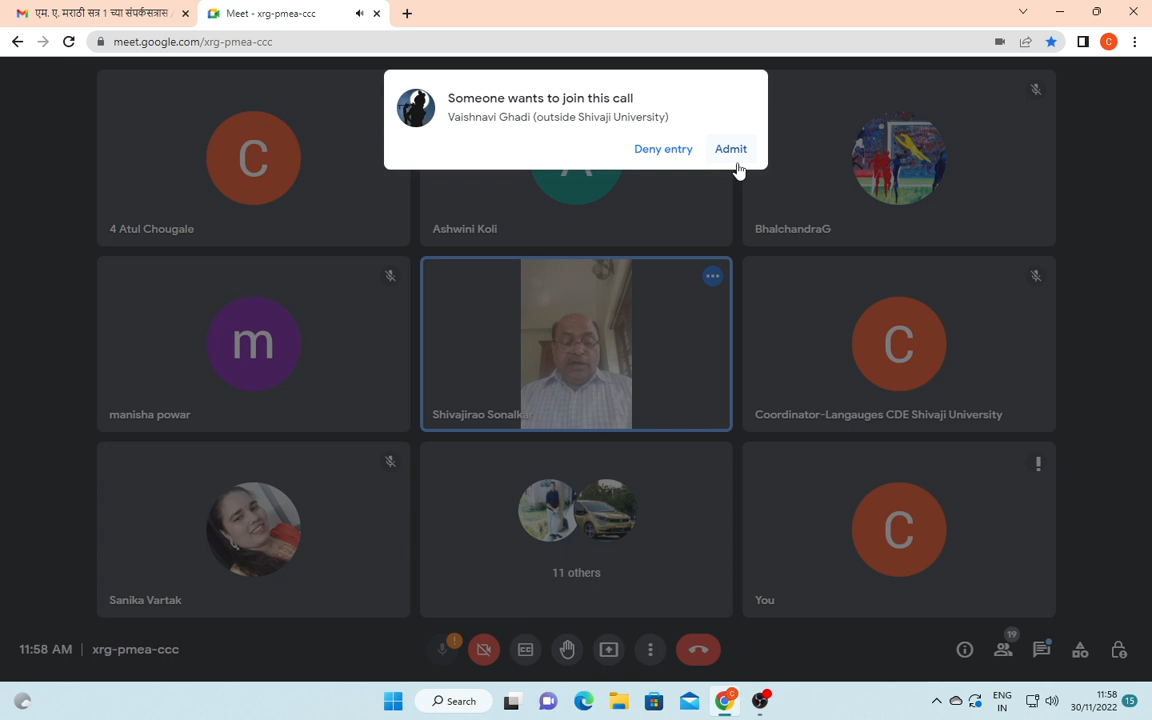 एम. ए. मराठी सत्र 1 च्या संपर्कसत्रास
Meet - xrg-pmea-ccc
meet.google.com/xrg-pmea-ccc
C
Someone wants to join this call
Vaishnavi Ghadi (outside Shivaji University)
Deny entry
Admit
C
4 Atul Chougale
Ashwini Koli
BhalchandraG
m
manisha powar
Shivajirao Sonalkar
C
Coordinator-Langauges CDE Shivaji University
Sanika Vartak
11 others
C
You
11:58 AM | xrg-pmea-ccc
19
Search
C
ENG
IN
11:58
30/11/2022
15